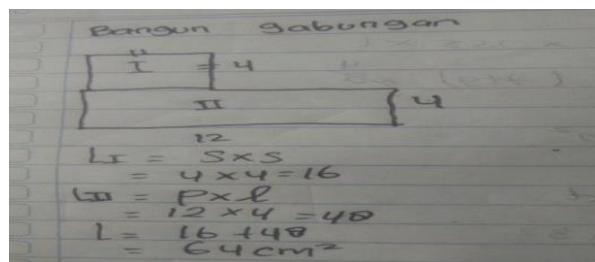 Bangun gabungan
4
I = 4
II 4
12
LI = S x S
= 4 x 4 = 16
LII = P x l
= 12 x 4 = 48
L = 16 + 48
= 64 cm²